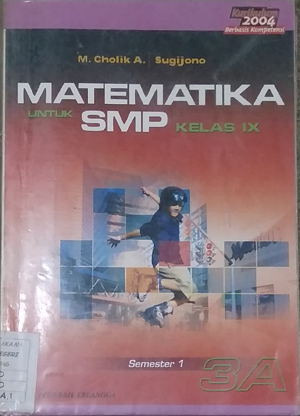 Kurikulum
2004
Berbasis Kompetensi
M. Cholik A. Sugijono
MATEMATIKA
UNTUK SMP KELAS IX
Semester 1
3A